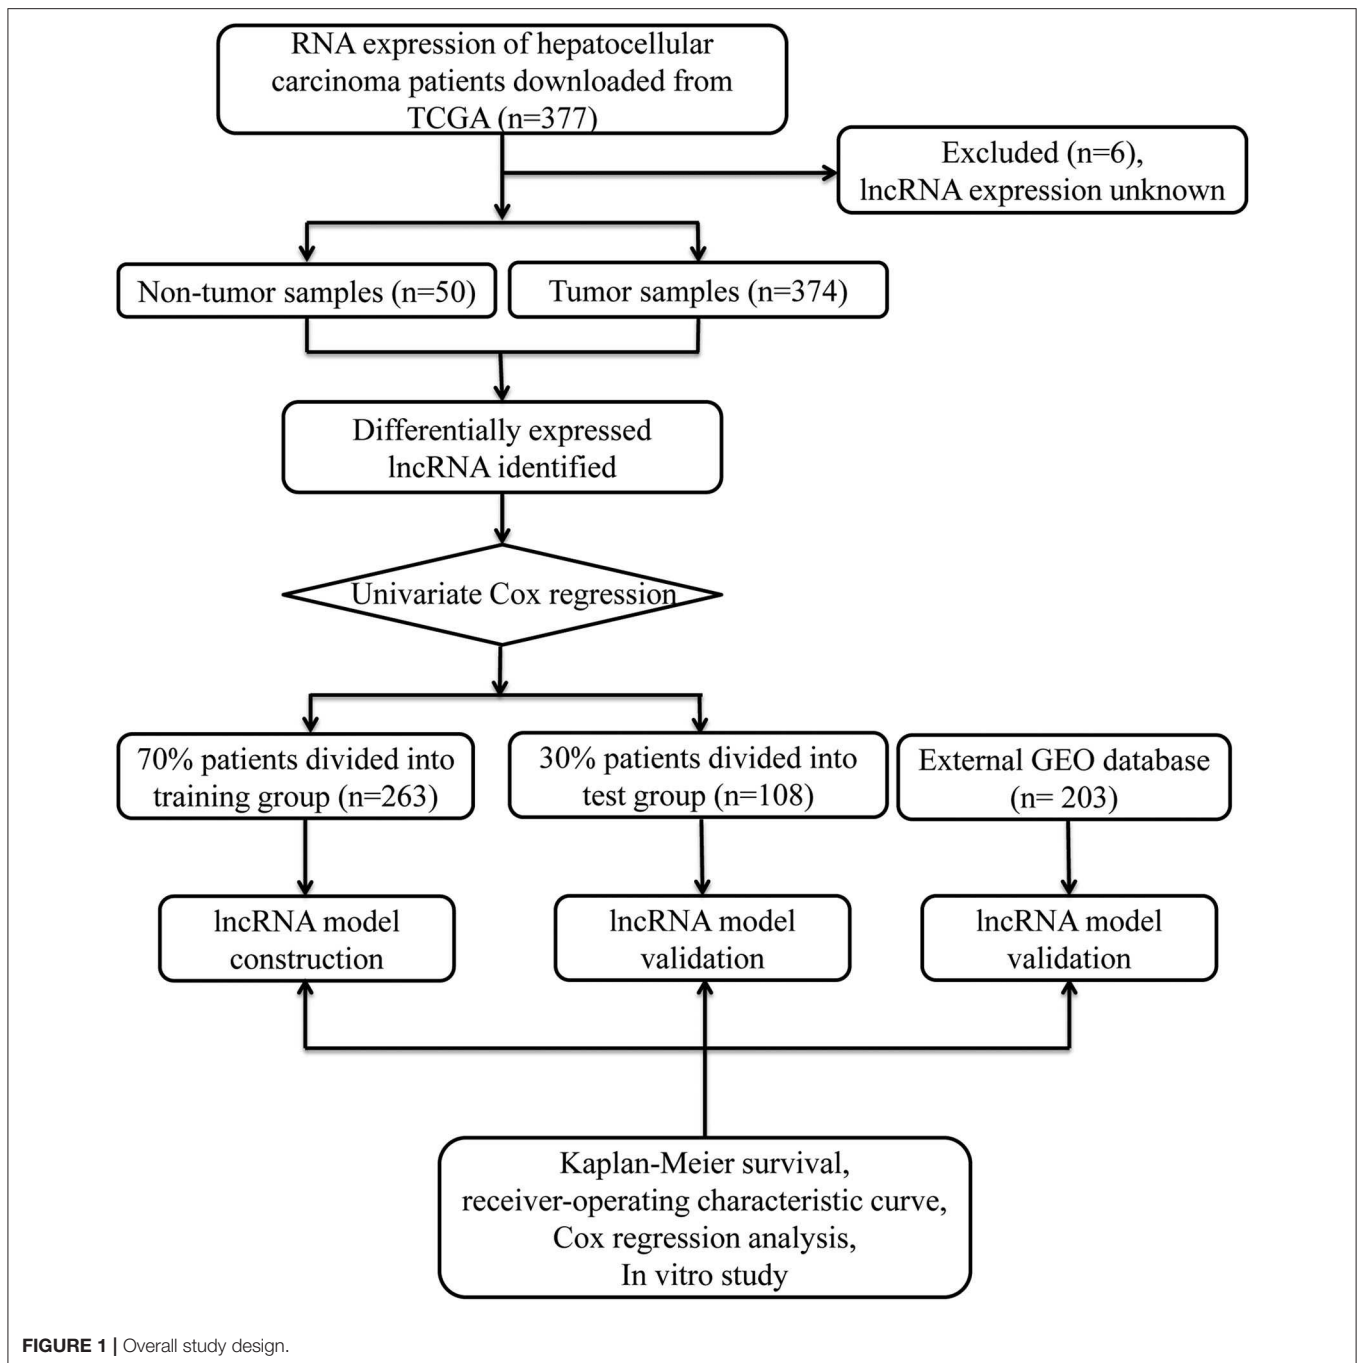 RNA expression of hepatocellular
carcinoma patients downloaded from
TCGA (n=377)
Excluded (n=6),
lncRNA expression unknown
Non-tumor samples (n=50)
Tumor samples (n=374)
Differentially expressed
lncRNA identified
Univariate Cox regression
70% patients divided into
training group (n=263)
30% patients divided into
test group (n=108)
External GEO database
(n= 203)
lncRNA model
construction
lncRNA model
validation
lncRNA model
validation
Kaplan-Meier survival,
receiver-operating characteristic curve,
Cox regression analysis,
In vitro study
FIGURE 1 | Overall study design.